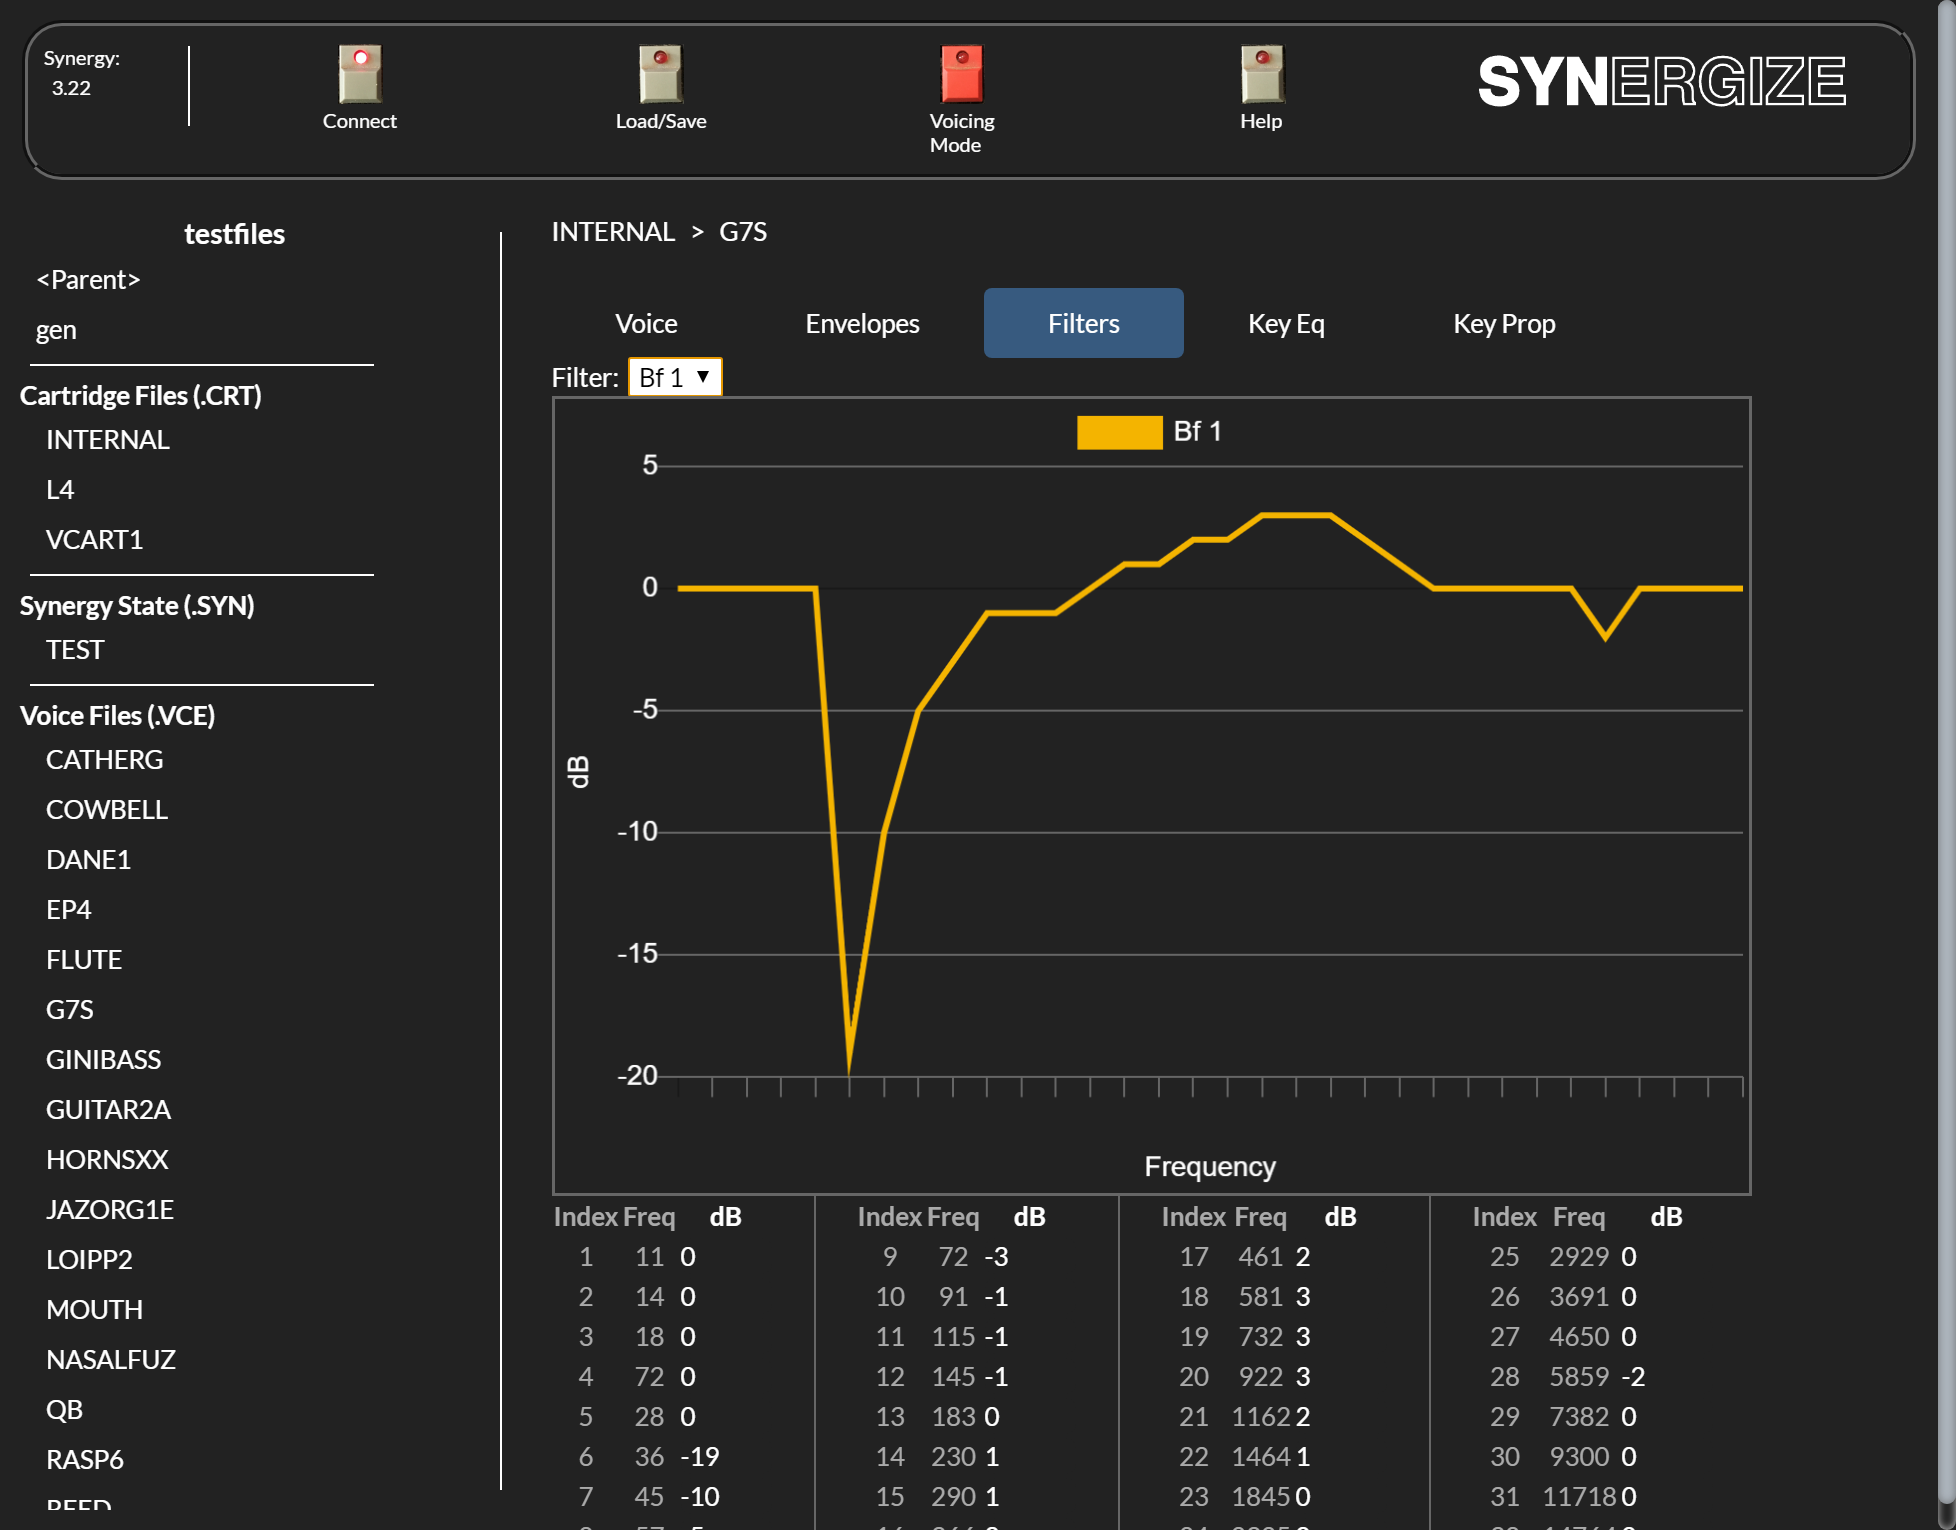 Synergy:
3.22
Connect
Load/Save
Voicing
Mode
Help
SYNERGIZE
testfiles
<Parent>
gen
Cartridge Files (.CRT)
INTERNAL
L4
VCART1
Synergy State (.SYN)
TEST
Voice Files (.VCE)
CATHERG
COWBELL
DANE1
EP4
FLUTE
G7S
GINIBASS
GUITAR2A
HORNSXX
JAZORG1E
LOIPP2
MOUTH
NASALFUZ
QB
RASP6
INTERNAL > G7S
Voice Envelopes Filters Key Eq Key Prop
Filter: Bf 1 ▼
Bf 1
5
0
-5
-10
-15
-20
dB
Frequency
Index Freq dB Index Freq dB Index Freq dB Index Freq dB
1 11 0 9 72 -3 17 461 2 25 2929 0
2 14 0 10 91 -1 18 581 3 26 3691 0
3 18 0 11 115 -1 19 732 3 27 4650 0
4 72 0 12 145 -1 20 922 3 28 5859 -2
5 28 0 13 183 0 21 1162 2 29 7382 0
6 36 -19 14 230 1 22 1464 1 30 9300 0
7 45 -10 15 290 1 23 1845 0 31 11718 0